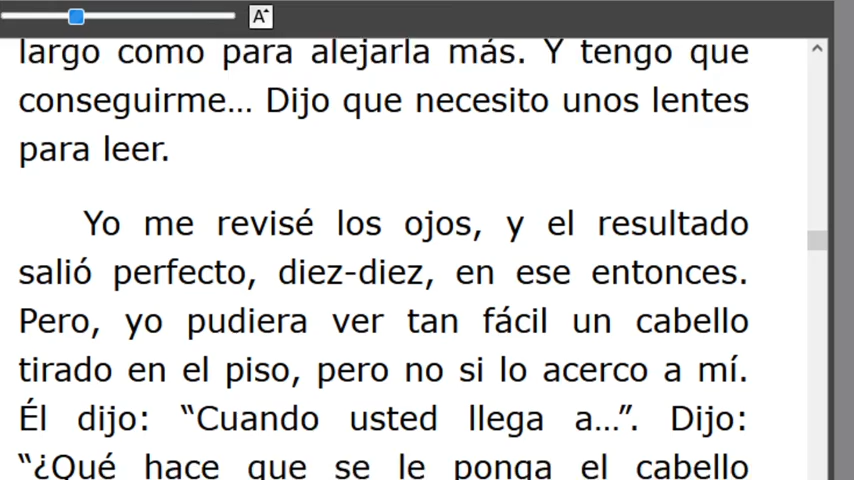 A
largo como para alejarla más. Y tengo que
conseguirme… Dijo que necesito unos lentes
para leer.
Yo me revisé los ojos, y el resultado
salió perfecto, diez-diez, en ese entonces.
Pero, yo pudiera ver tan fácil un cabello
tirado en el piso, pero no si lo acerco a mí.
Él dijo: “Cuando usted llega a…”. Dijo:
“¿Qué hace que se le ponga el cabello